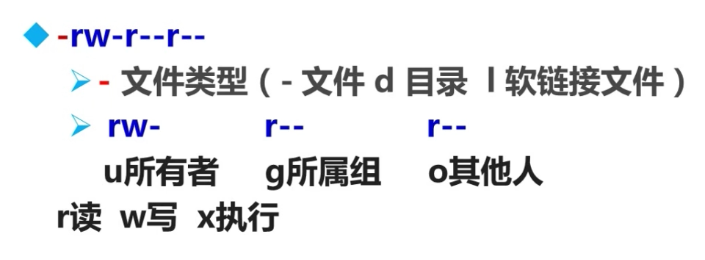 -rw-r--r--
- 文件类型（- 文件 d 目录 l 软链接文件）
rw- r-- r--
u所有者 g所属组 o其他人
r读 w写 x执行